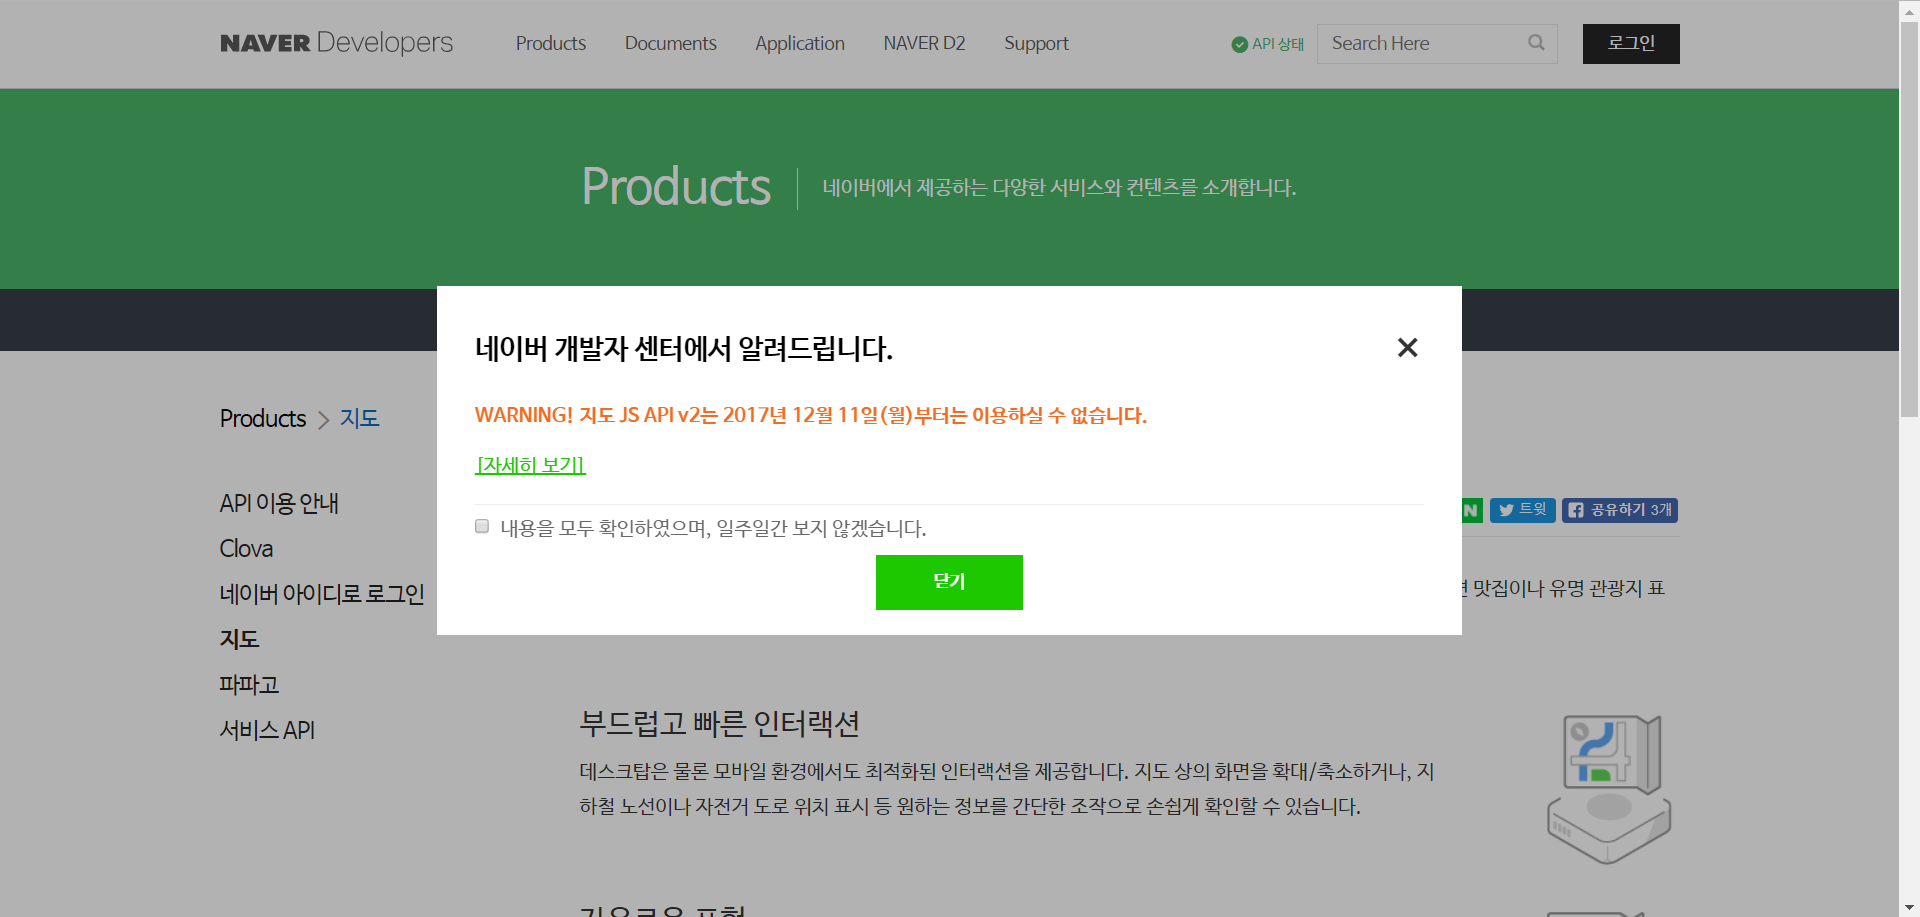 NAVER Developers
Products
Documents
Application
NAVER D2
Support
API 상태
Search Here
로그인
Products
네이버에서 제공하는 다양한 서비스와 컨텐츠를 소개합니다.
네이버 개발자 센터에서 알려드립니다.
WARNING! 지도 JS API v2는 2017년 12월 11일(월)부터는 이용하실 수 없습니다.
[자세히 보기]
내용을 모두 확인하였으며, 일주일간 보지 않겠습니다.
닫기
Products
지도
API 이용 안내
Clova
네이버 아이디로 로그인
지도
파파고
서비스 API
N
트윗
공유하기 3개
맛집이나 유명 관광지 표
부드럽고 빠른 인터랙션
데스크탑은 물론 모바일 환경에서도 최적화된 인터랙션을 제공합니다. 지도 상의 화면을 확대/축소하거나, 지
하철 노선이나 자전거 도로 위치 표시 등 원하는 정보를 간단한 조작으로 손쉽게 확인할 수 있습니다.